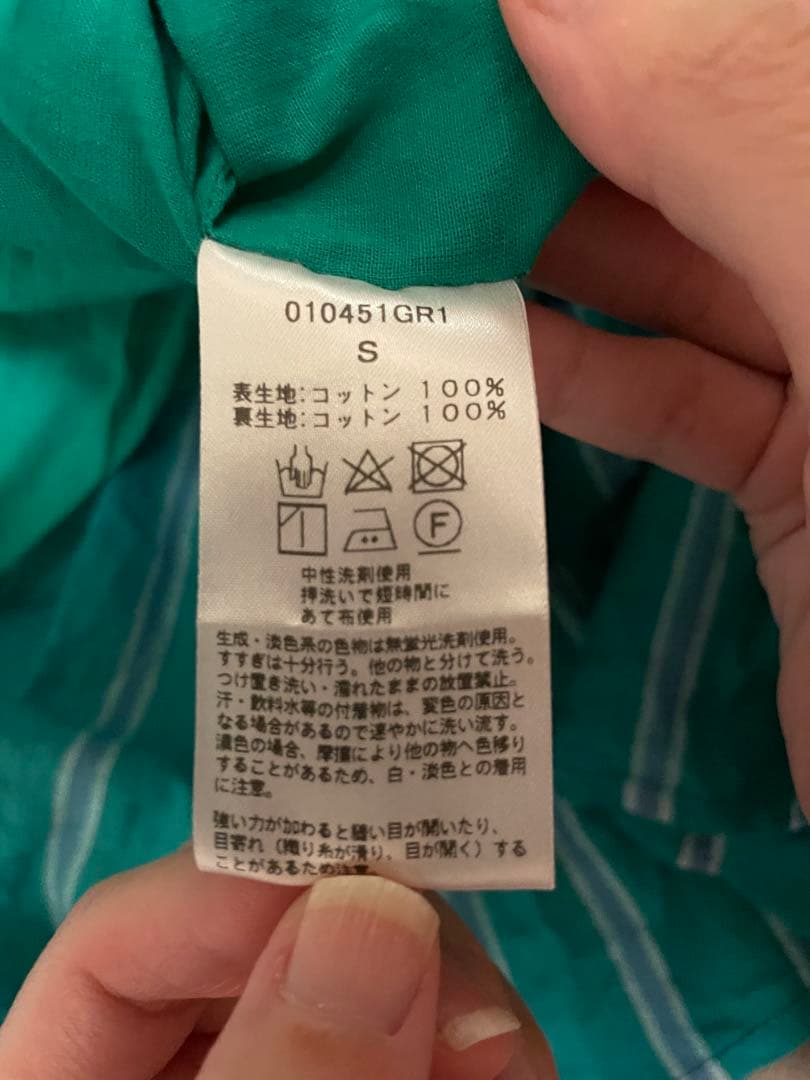 010451GR1
S
表生地:コットン 100%
裏生地:コットン 100%
F
中性洗剤使用
押洗いで短時間に
あて布使用
生成・淡色系の色物は無蛍光洗剤使用。
すすぎは十分行う。他の物と分けて洗う。
つけ置き洗い・濡れたままの放置禁止。
汗・飲料水等の付着物は、変色の原因と
なる場合があるので速やかに洗い流す。
濃色の場合、摩擦により他の物へ色移り
することがあるため、白・淡色との着用
に注意。
強い力が加わると縫い目が開いたり、
目寄れ（織り糸が滑り、目が開く）する
ことがあるため注意。